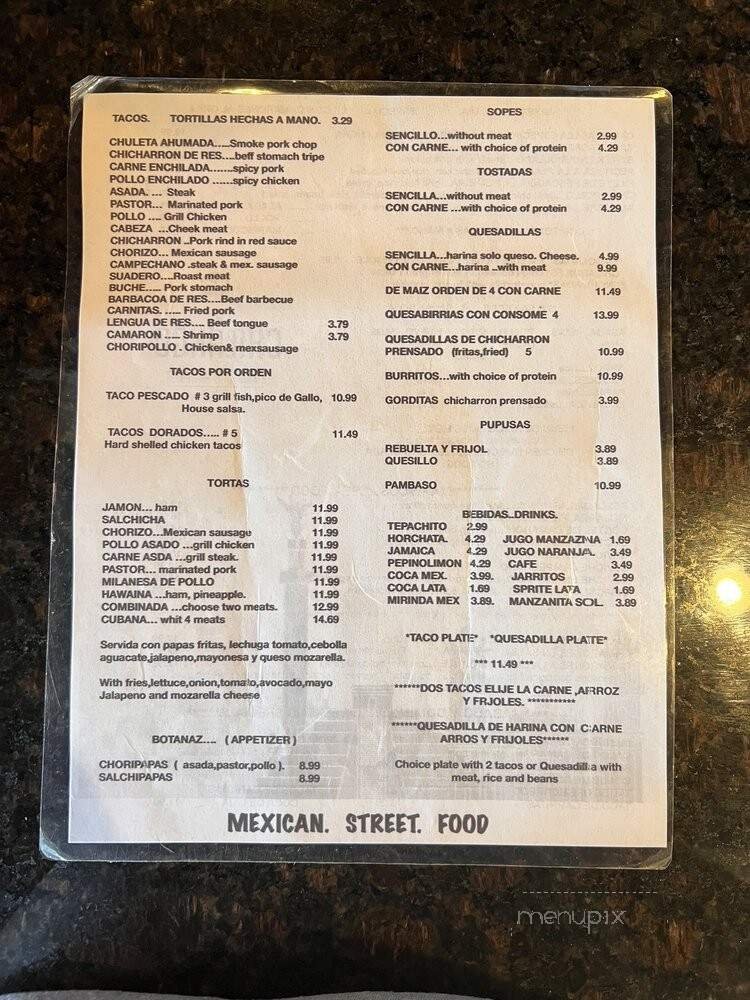 TACOS. TORTILLAS HECHAS A MANO. 3.29
CHULETA AHUMADA.....Smoke pork chop
CHICHARRON DE RES....beff stomach tripe
CARNE ENCHILADA.......spicy pork
POLLO ENCHILADO ......spicy chicken
ASADA. ... Steak
PASTOR... Marinated pork
POLLO .... Grill Chicken
CABEZA ...Cheek meat
CHICHARRON ..Pork rind in red sauce
CHORIZO... Mexican sausage
CAMPECHANO .steak & mex. sausage
SUADERO....Roast meat
BUCHE..... Pork stomach
BARBACOA DE RES....Beef barbecue
CARNITAS. ..... Fried pork
LENGUA DE RES.... Beef tongue 3.79
CAMARON ..... Shrimp 3.79
CHORIPOLLO . Chicken& mexsausage
TACOS POR ORDEN
TACO PESCADO # 3 grill fish,pico de Gallo, 10.99
House salsa.
TACOS DORADOS..... # 5 11.49
Hard shelled chicken tacos
TORTAS
JAMON... ham 11.99
SALCHICHA 11.99
CHORIZO...Mexican sausage 11.99
POLLO ASADO ...grill chicken 11.99
CARNE ASDA ...grill steak. 11.99
PASTOR... marinated pork 11.99
MILANESA DE POLLO 11.99
HAWAINA ...ham, pineapple. 11.99
COMBINADA ...choose two meats. 12.99
CUBANA... whit 4 meats 14.69
Servida con papas fritas, lechuga tomato,cebolla
aguacate,jalapeno,mayonesa y queso mozarella.
With fries,lettuce,onion,tomato,avocado,mayo
Jalapeno and mozarella cheese
BOTANAZ.... ( APPETIZER )
CHORIPAPAS ( asada,pastor,pollo ). 8.99
SALCHIPAPAS 8.99
SOPES
SENCILLO...without meat 2.99
CON CARNE... with choice of protein 4.29
TOSTADAS
SENCILLA...without meat 2.99
CON CARNE ...with choice of protein 4.29
QUESADILLAS
SENCILLA...harina solo queso. Cheese. 4.99
CON CARNE...harina ..with meat 9.99
DE MAIZ ORDEN DE 4 CON CARNE 11.49
QUESABIRRIAS CON CONSOME 4 13.99
QUESADILLAS DE CHICHARRON
PRENSADO (fritas,fried) 5 10.99
BURRITOS...with choice of protein 10.99
GORDITAS chicharron prensado 3.99
PUPUSAS
REBUELTA Y FRIJOL 3.89
QUESILLO 3.89
PAMBASO 10.99
BEBIDAS..DRINKS.
TEPACHITO 2.99
HORCHATA. 4.29 JUGO MANZAZINA 1.69
JAMAICA 4.29 JUGO NARANJA. 3.49
PEPINOLIMON 4.29 CAFE 3.49
COCA MEX. 3.99. JARRITOS 2.99
COCA LATA 1.69 SPRITE LATA 1.69
MIRINDA MEX 3.89. MANZANITA SOL. 3.89
*TACO PLATE* *QUESADILLA PLATTE*
*** 11.49 ***
******DOS TACOS ELIJE LA CARNE ,ARROZ
Y FRJOLES. ***********
******QUESADILLA DE HARINA CON CARNE
ARROS Y FRIJOLES******
Choice plate with 2 tacos or Quesadilla with
meat, rice and beans
MEXICAN. STREET. FOOD
menupix